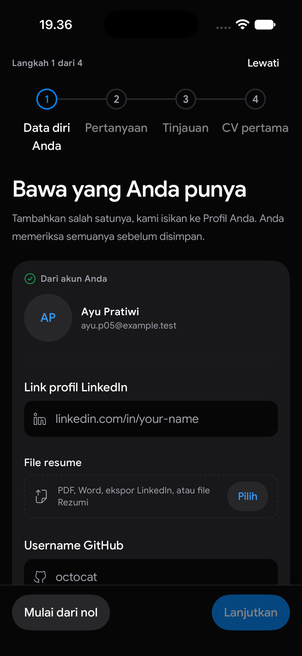 19.36
Langkah 1 dari 4
Lewati
1
2
3
4
Data diri
Anda
Pertanyaan
Tinjauan
CV pertama
Bawa yang Anda punya
Tambahkan salah satunya, kami isikan ke Profil Anda. Anda
memeriksa semuanya sebelum disimpan.
Dari akun Anda
AP
Ayu Pratiwi
ayu.p05@example.test
Link profil LinkedIn
linkedin.com/in/your-name
File resume
PDF, Word, ekspor LinkedIn, atau file
Rezumi
Pilih
Username GitHub
octocat
Mulai dari nol
Lanjutkan